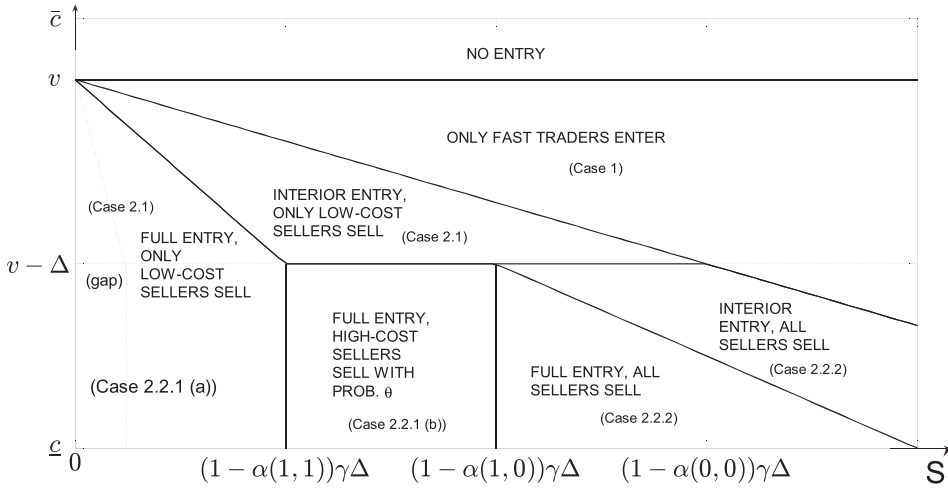 c̄
NO ENTRY
v
ONLY FAST TRADERS ENTER
(Case 1)
INTERIOR ENTRY,
ONLY LOW-COST
SELLERS SELL
(Case 2.1)
(Case 2.1)
FULL ENTRY,
ONLY
LOW-COST
SELLERS SELL
v − Δ
(gap)
INTERIOR
ENTRY, ALL
SELLERS SELL
(Case 2.2.2)
FULL ENTRY,
HIGH-COST
SELLERS
SELL WITH
PROB. θ
(Case 2.2.1 (b))
FULL ENTRY, ALL
SELLERS SELL
(Case 2.2.2)
(Case 2.2.1 (a))
c̲
0
(1 − α(1, 1))γΔ
(1 − α(1, 0))γΔ
(1 − α(0, 0))γΔ
S